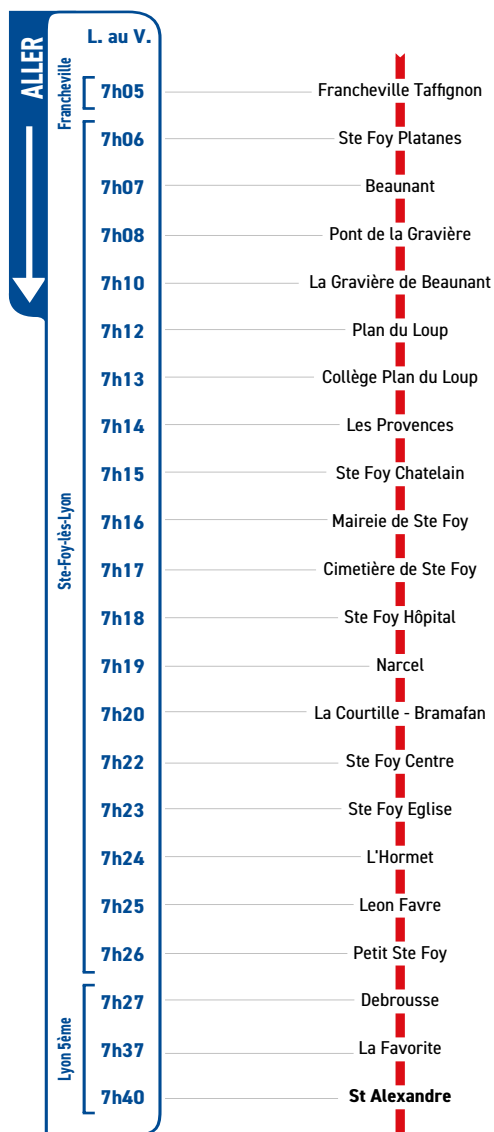 ALLER
L. au V.
Francheville
7h05 Francheville Taffignon
Ste-Foy-lès-Lyon
7h06 Ste Foy Platanes
7h07 Beaunant
7h08 Pont de la Gravière
7h10 La Gravière de Beaunant
7h12 Plan du Loup
7h13 Collège Plan du Loup
7h14 Les Provences
7h15 Ste Foy Chatelain
7h16 Maireie de Ste Foy
7h17 Cimetière de Ste Foy
7h18 Ste Foy Hôpital
7h19 Narcel
7h20 La Courtille - Bramafan
7h22 Ste Foy Centre
7h23 Ste Foy Eglise
7h24 L'Hormet
7h25 Leon Favre
7h26 Petit Ste Foy
Lyon 5ème
7h27 Debrousse
7h37 La Favorite
7h40 St Alexandre